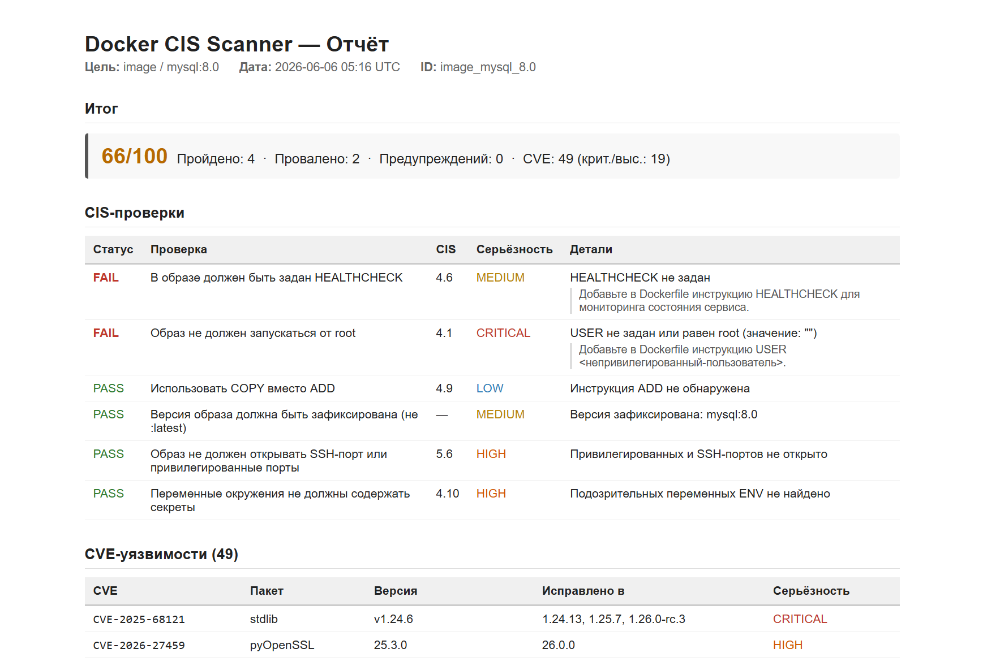 Docker CIS Scanner — Отчёт
Цель: image / mysql:8.0 Дата: 2026-06-06 05:16 UTC ID: image_mysql_8.0
Итог
66/100 Пройдено: 4 · Провалено: 2 · Предупреждений: 0 · CVE: 49 (крит./выс.: 19)
CIS-проверки
Статус Проверка CIS Серьёзность Детали
FAIL В образе должен быть задан HEALTHCHECK 4.6 MEDIUM HEALTHCHECK не задан
Добавьте в Dockerfile инструкцию HEALTHCHECK для
мониторинга состояния сервиса.
FAIL Образ не должен запускаться от root 4.1 CRITICAL USER не задан или равен root (значение: "")
Добавьте в Dockerfile инструкцию USER
<непривилегированный-пользователь>.
PASS Использовать COPY вместо ADD 4.9 LOW Инструкция ADD не обнаружена
PASS Версия образа должна быть зафиксирована (не — MEDIUM Версия зафиксирована: mysql:8.0
:latest)
PASS Образ не должен открывать SSH-порт или 5.6 HIGH Привилегированных и SSH-портов не открыто
привилегированные порты
PASS Переменные окружения не должны содержать 4.10 HIGH Подозрительных переменных ENV не найдено
секреты
CVE-уязвимости (49)
CVE Пакет Версия Исправлено в Серьёзность
CVE-2025-68121 stdlib v1.24.6 1.24.13, 1.25.7, 1.26.0-rc.3 CRITICAL
CVE-2026-27459 pyOpenSSL 25.3.0 26.0.0 HIGH